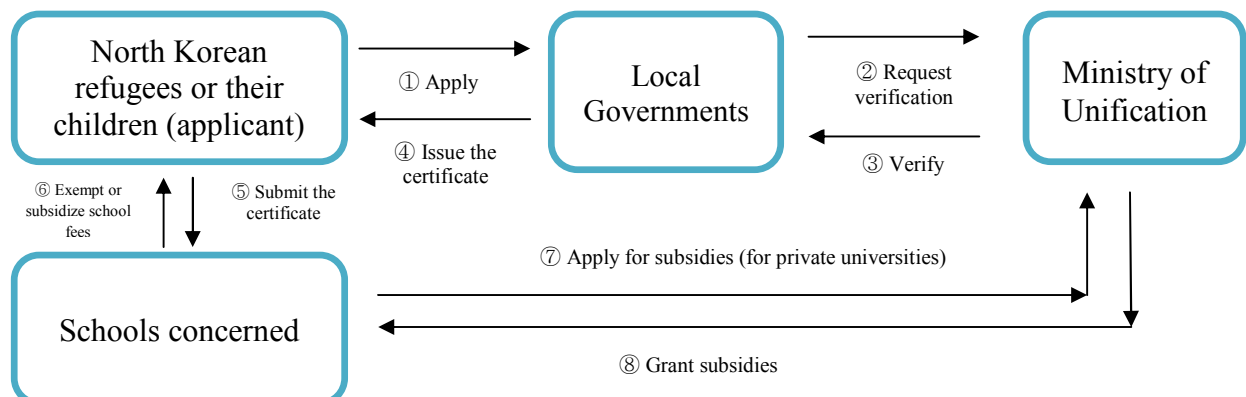 North Korean
refugees or their
children (applicant)
① Apply
④ Issue the
certificate
Local
Governments
② Request
verification
③ Verify
Ministry of
Unification
⑥ Exempt or
subsidize school
fees
⑤ Submit the
certificate
Schools concerned
⑦ Apply for subsidies (for private universities)
⑧ Grant subsidies